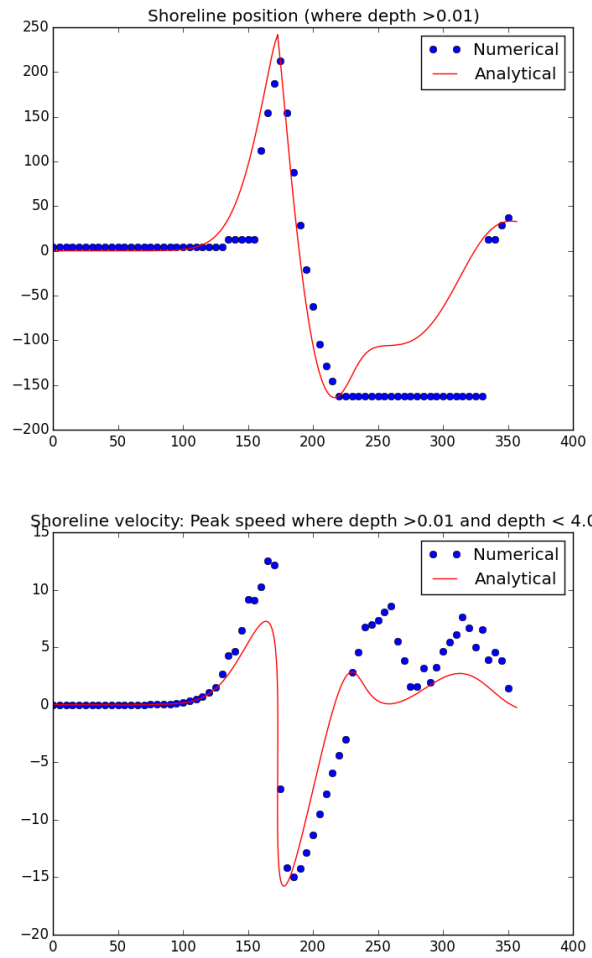 Shoreline position (where depth >0.01)
250
200
150
100
50
0
−50
−100
−150
−200
Numerical
Analytical
0 50 100 150 200 250 300 350 400
Shoreline velocity: Peak speed where depth >0.01 and depth < 4.0
15
10
5
0
−5
−10
−15
−20
Numerical
Analytical
0 50 100 150 200 250 300 350 400